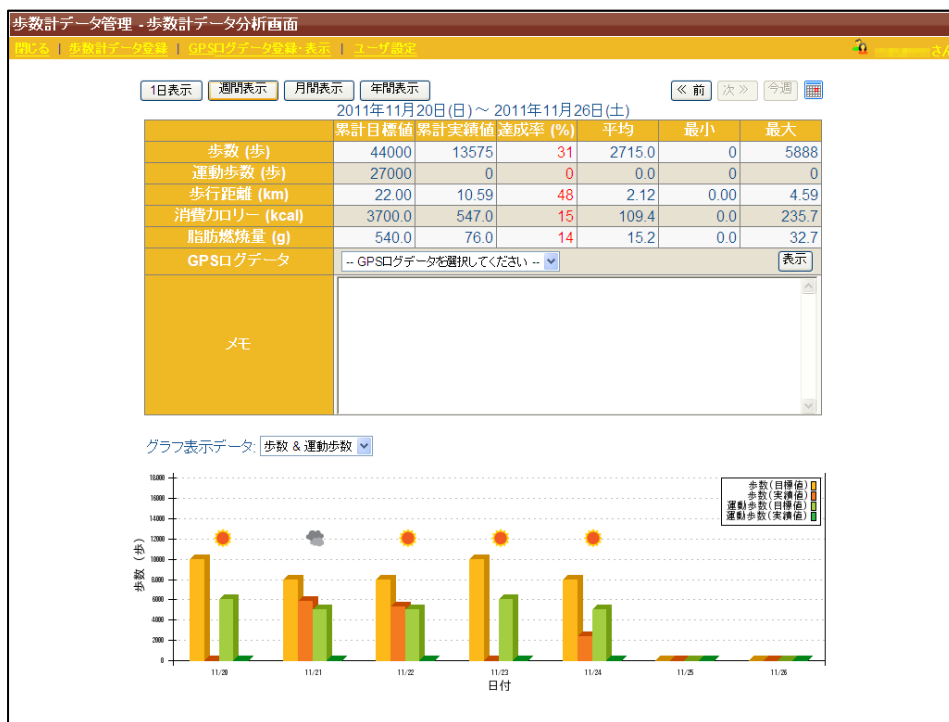 歩数計データ管理 - 歩数計データ分析画面
閉じる | 歩数計データ登録 | GPSログデータ登録・表示 | ユーザ設定 さん
1日表示 週間表示 月間表示 年間表示 ≪ 前 次 ≫ 今週
2011年11月20日(日) ～ 2011年11月26日(土)
累計目標値 累計実績値 達成率 (%) 平均 最小 最大
歩数 (歩) 44000 13575 31 2715.0 0 5888
運動歩数 (歩) 27000 0 0 0.0 0 0
歩行距離 (km) 22.00 10.59 48 2.12 0.00 4.59
消費カロリー (kcal) 3700.0 547.0 15 109.4 0.0 235.7
脂肪燃焼量 (g) 540.0 76.0 14 15.2 0.0 32.7
GPSログデータ -- GPSログデータを選択してください -- 表示
メモ
グラフ表示データ: 歩数 & 運動歩数
歩数(目標値)
歩数(実績値)
運動歩数(目標値)
運動歩数(実績値)
歩数 (歩)
18000
16000
14000
12000
10000
8000
6000
4000
2000
0
11/20 11/21 11/22 11/23 11/24 11/25 11/26
日付